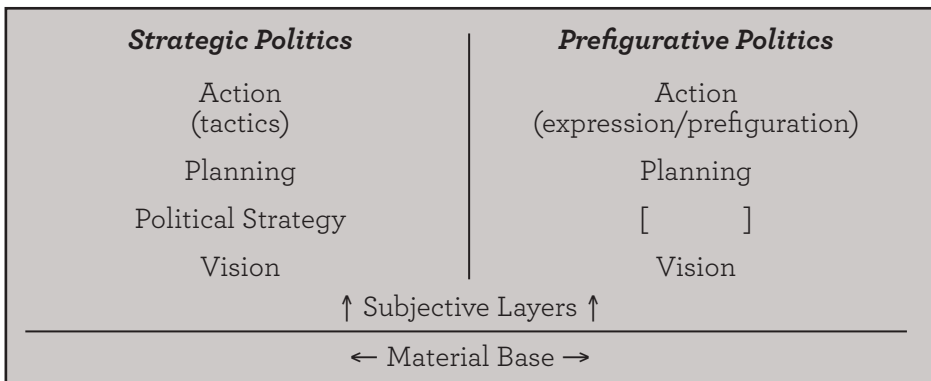 Strategic Politics
Action
(tactics)
Planning
Political Strategy
Vision
Prefigurative Politics
Action
(expression/prefiguration)
Planning
[ ]
Vision
↑ Subjective Layers ↑
← Material Base →